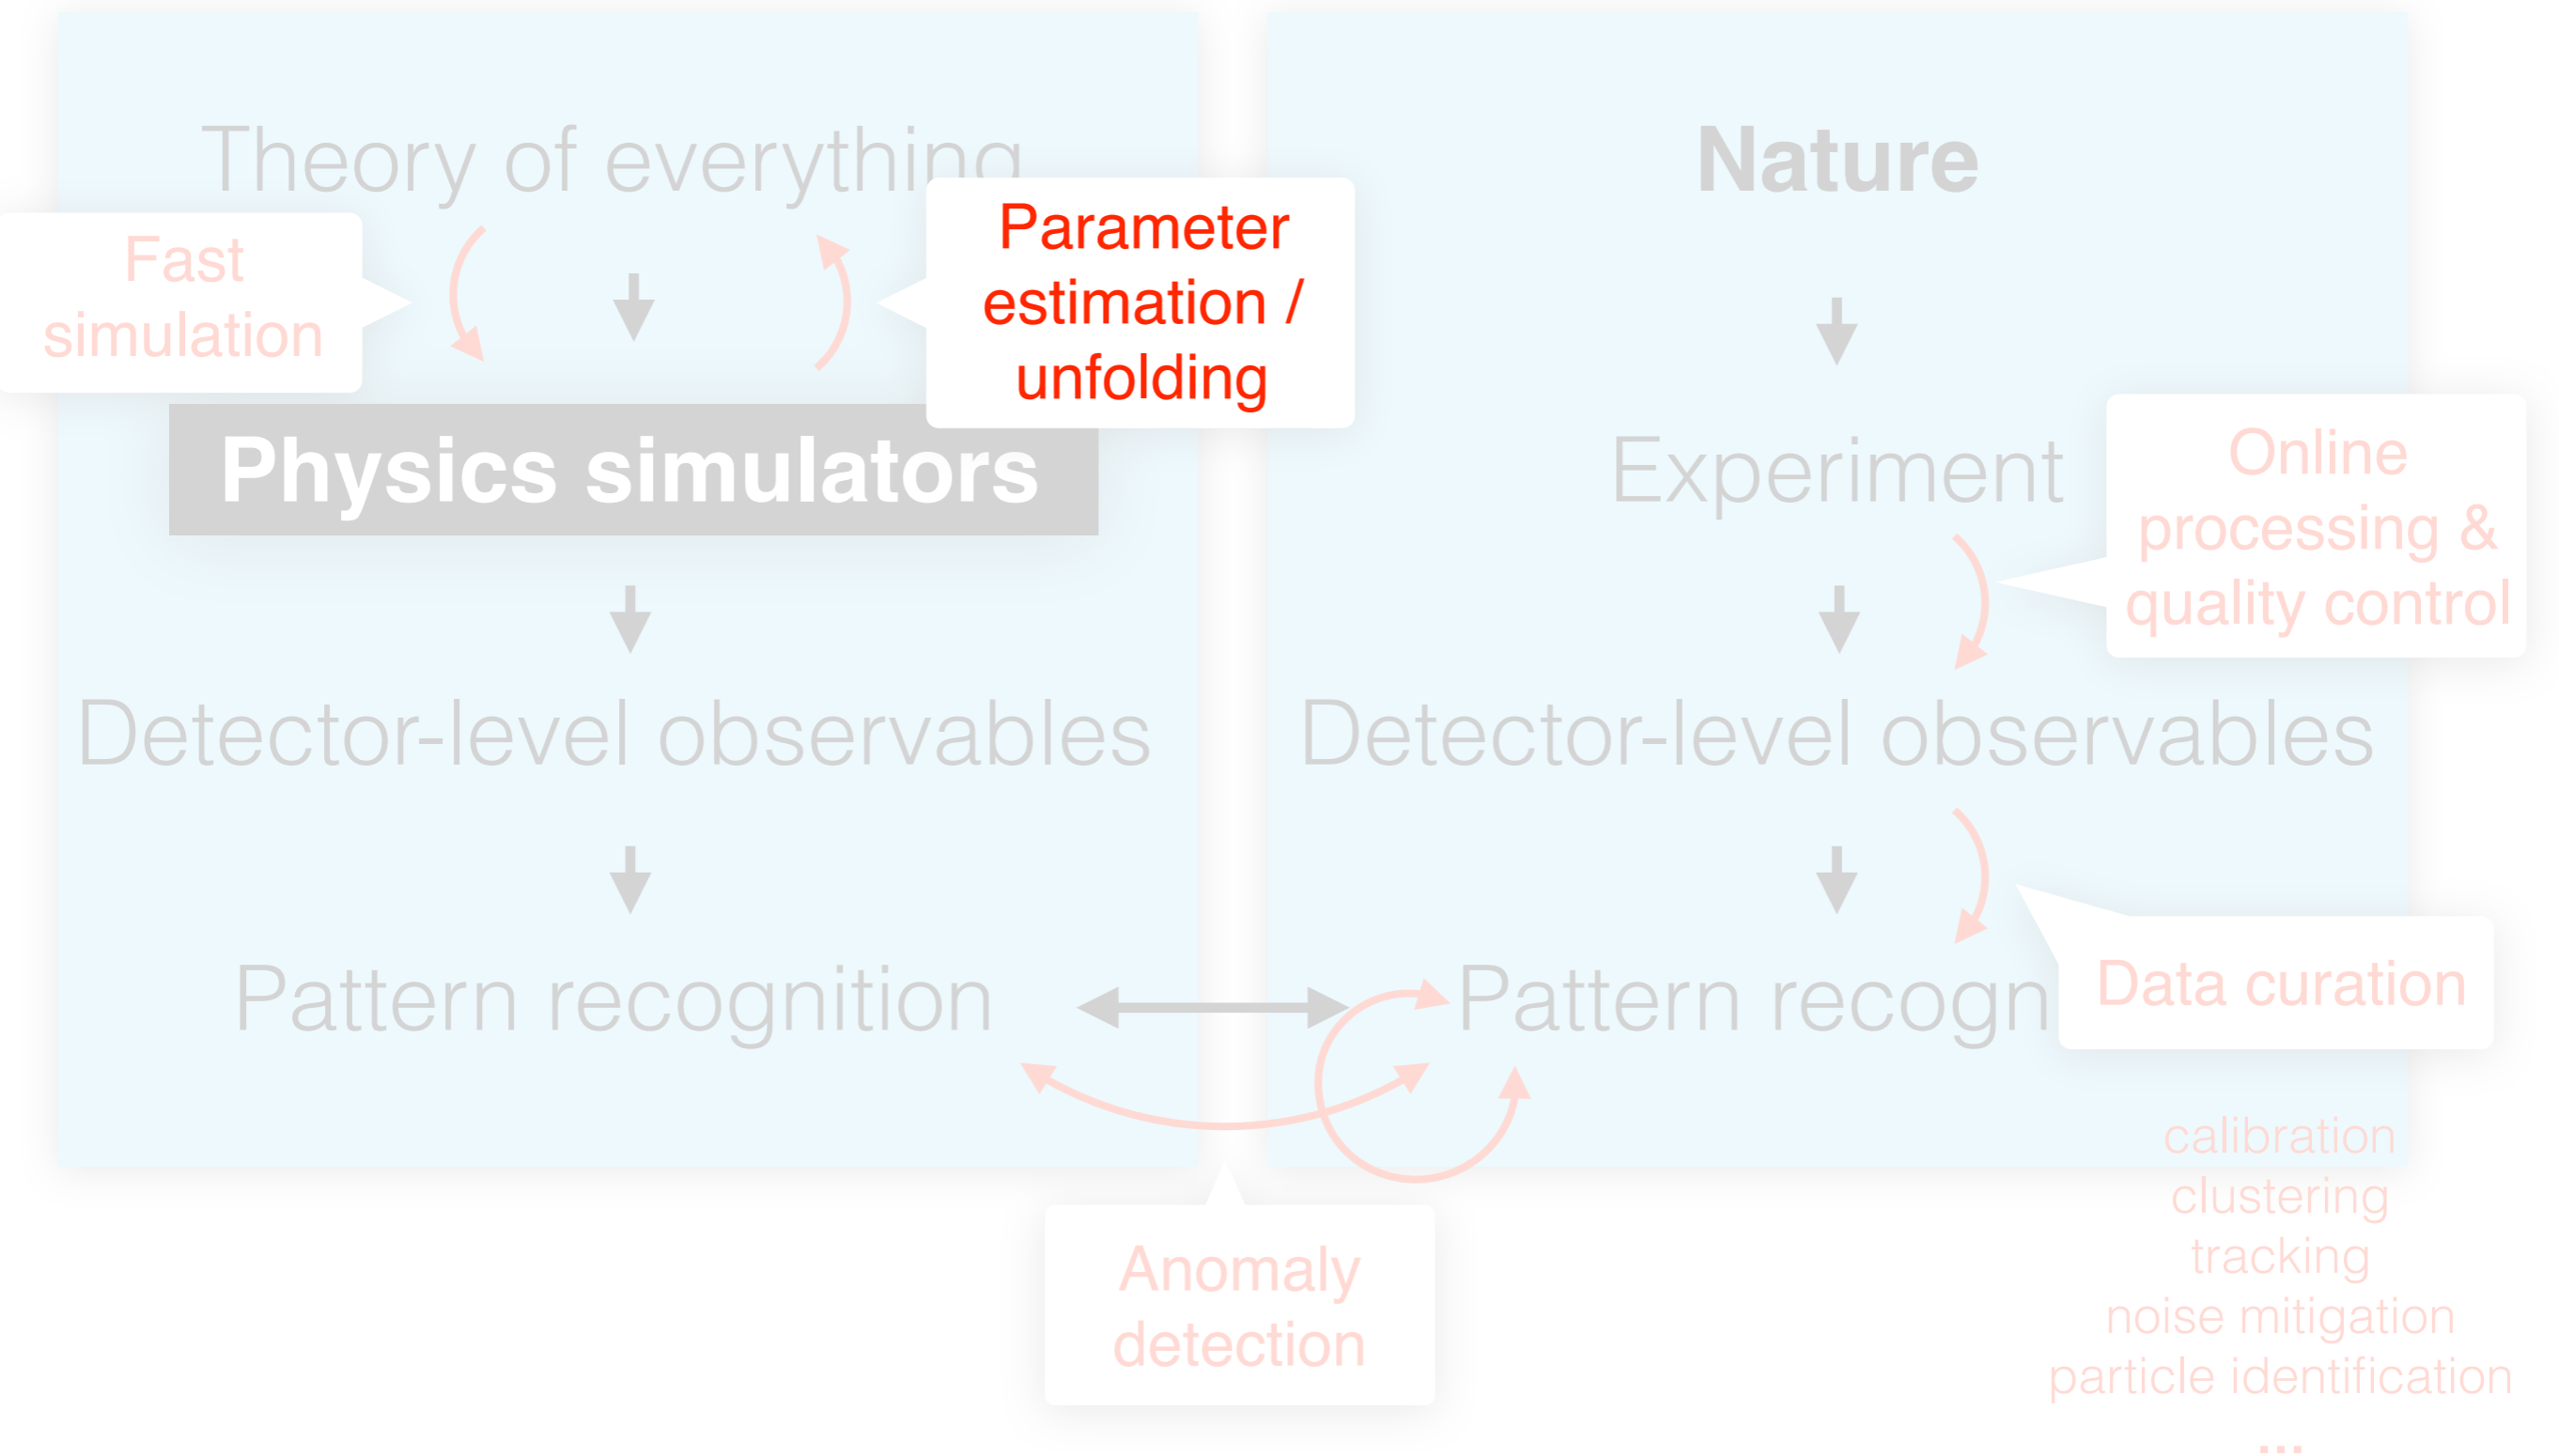 Theory of everything
Fast
simulation
Parameter
estimation /
unfolding
Physics simulators
Detector-level observables
Pattern recognition
Nature
Experiment
Online
processing &
quality control
Detector-level observables
Pattern recogn
Data curation
calibration
clustering
tracking
noise mitigation
particle identification
...
Anomaly
detection